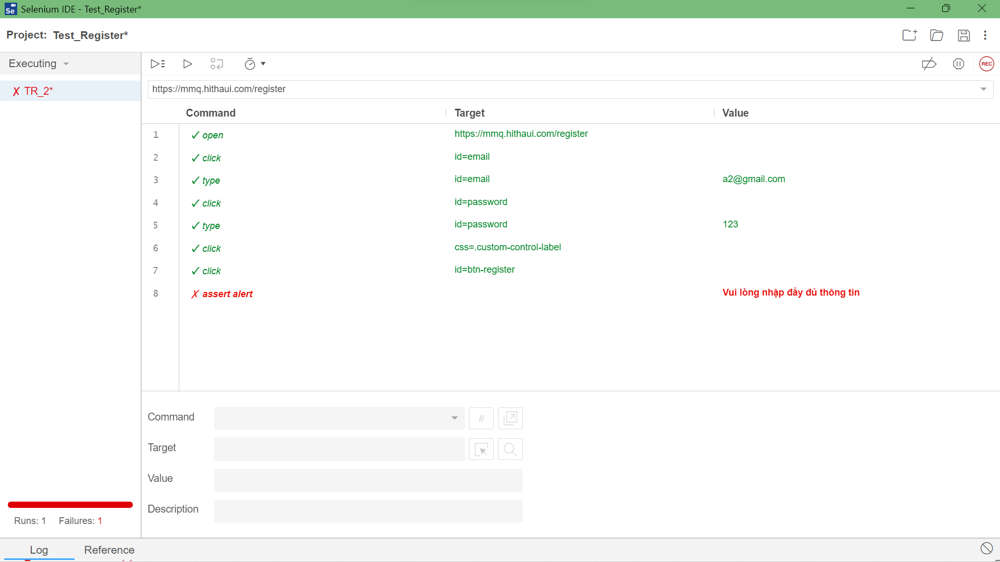 Se Selenium IDE - Test_Register*
Project: Test_Register*
Executing
REC
✗ TR_2*
https://mmq.hithaui.com/register
Command Target Value
1 ✓ open https://mmq.hithaui.com/register
2 ✓ click id=email
3 ✓ type id=email a2@gmail.com
4 ✓ click id=password
5 ✓ type id=password 123
6 ✓ click css=.custom-control-label
7 ✓ click id=btn-register
8 ✗ assert alert Vui lòng nhập đầy đủ thông tin
Command //
Target
Value
Description
Runs: 1 Failures: 1
Log Reference